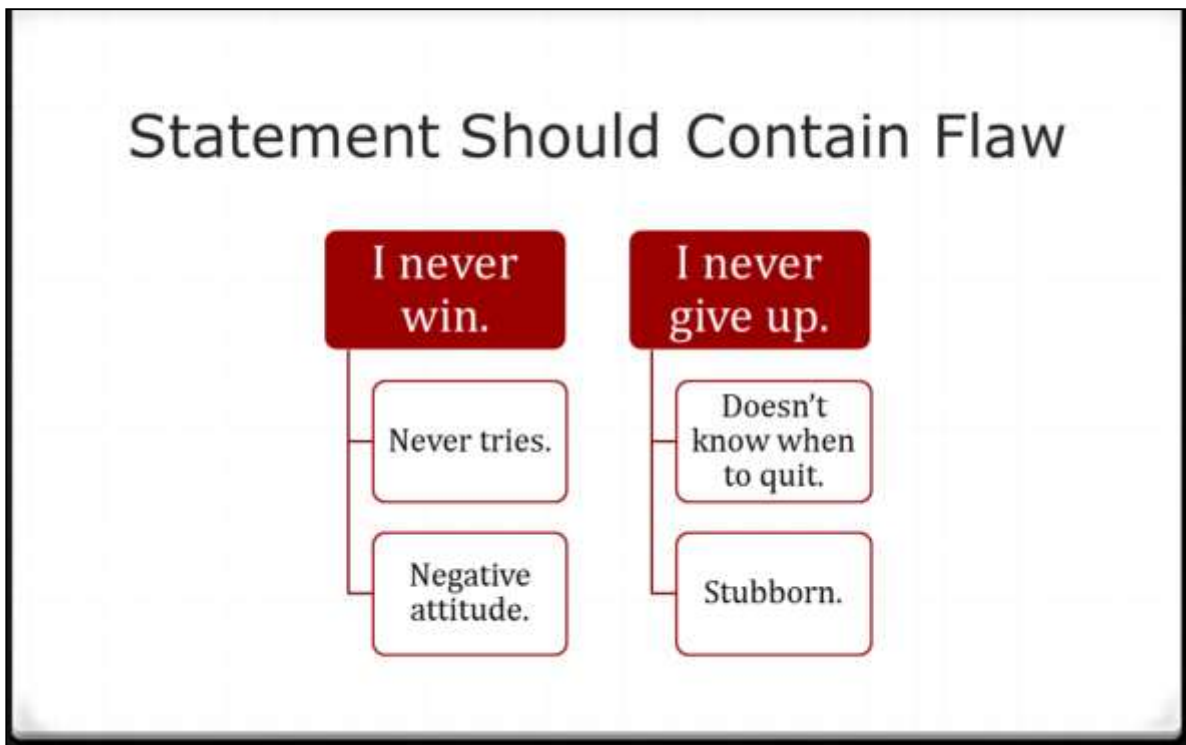 Statement Should Contain Flaw
I never
win.
Never tries.
Negative
attitude.
I never
give up.
Doesn’t
know when
to quit.
Stubborn.